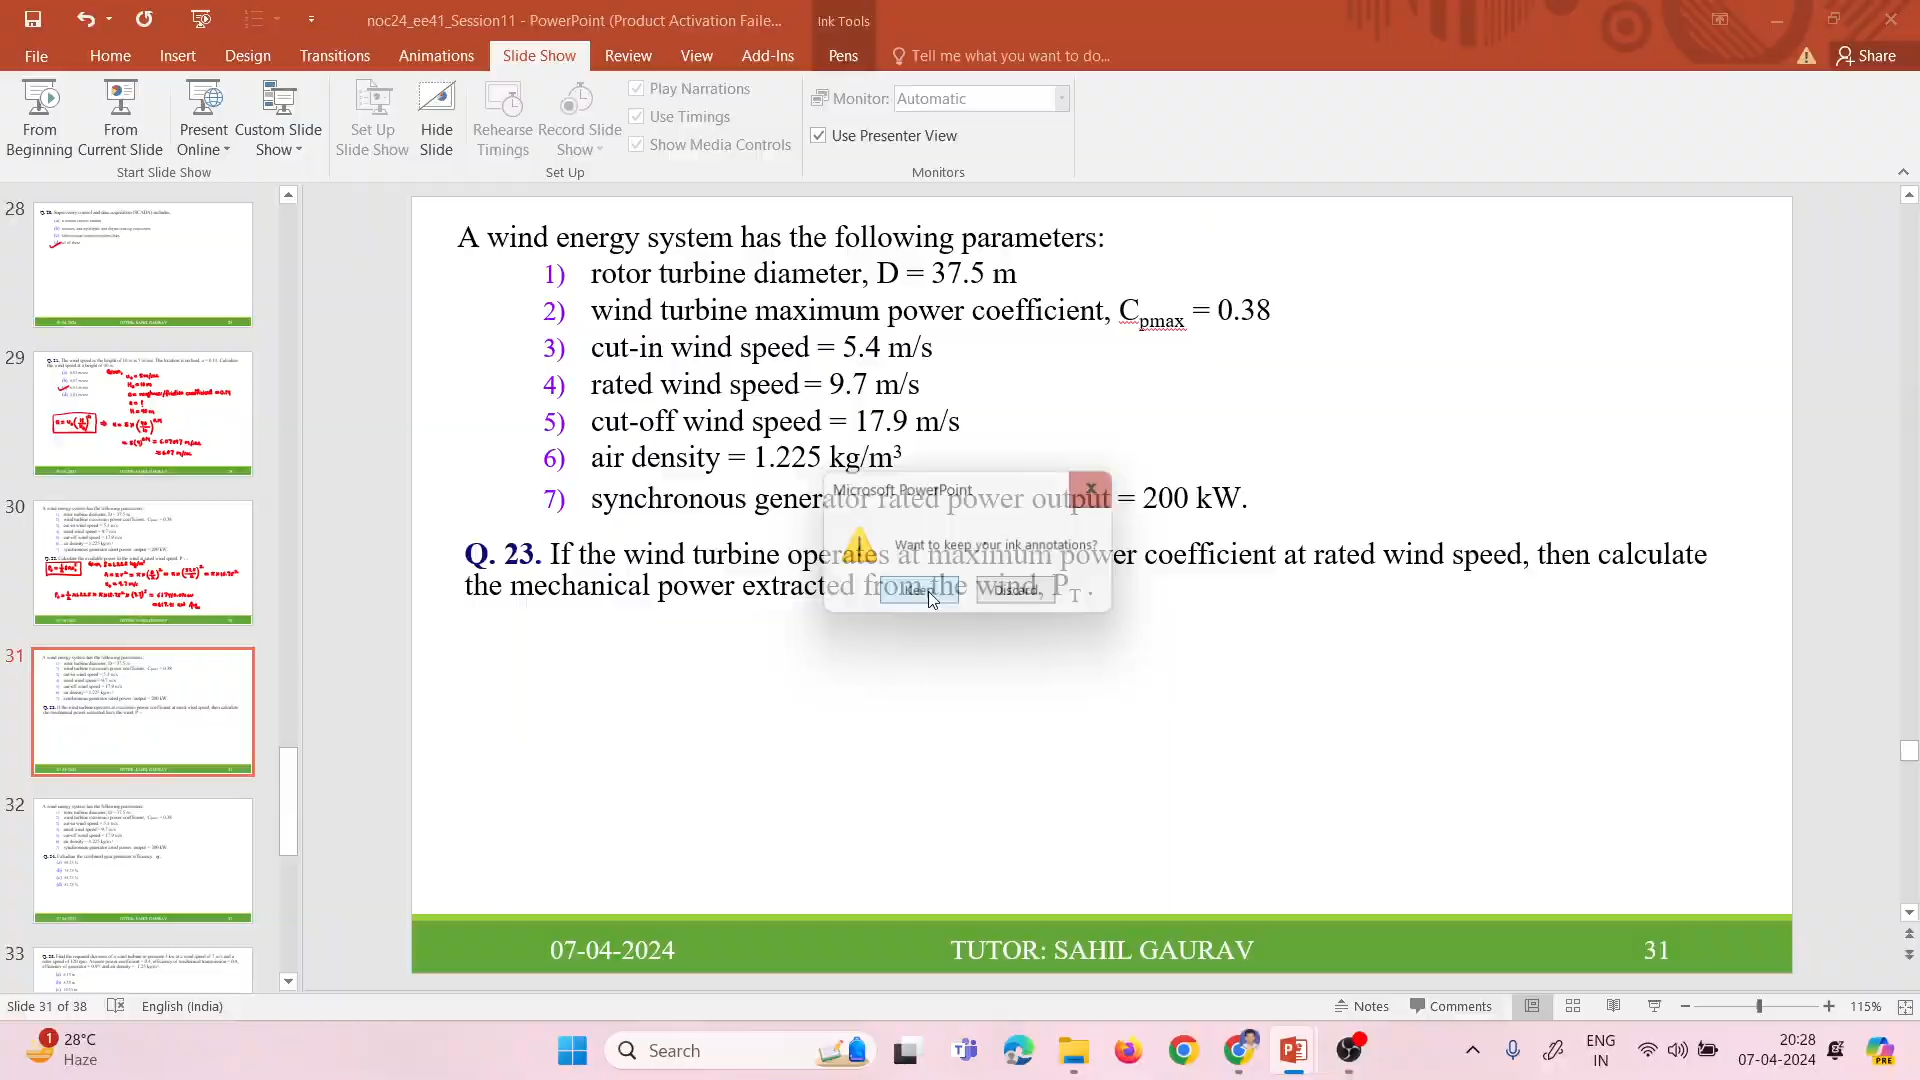 noc24_ee41_Session11 - PowerPoint (Product Activation Faile...
Ink Tools
File
Home
Insert
Design
Transitions
Animations
Slide Show
Review
View
Add-Ins
Pens
Tell me what you want to do...
Share
From Beginning
From Current Slide
Present Online
Custom Slide Show
Set Up Slide Show
Hide Slide
Rehearse Timings
Record Slide Show
Play Narrations
Use Timings
Show Media Controls
Monitor: Automatic
Use Presenter View
Start Slide Show
Set Up
Monitors
28
29
30
31
32
33
A wind energy system has the following parameters:
1) rotor turbine diameter, D = 37.5 m
2) wind turbine maximum power coefficient, Cpmax = 0.38
3) cut-in wind speed = 5.4 m/s
4) rated wind speed = 9.7 m/s
5) cut-off wind speed = 17.9 m/s
6) air density = 1.225 kg/m³
7) synchronous generator rated power output = 200 kW.
Microsoft PowerPoint
Want to keep your ink annotations?
Keep
Discard
Q. 23. If the wind turbine operates at maximum power coefficient at rated wind speed, then calculate
the mechanical power extracted from the wind, PT .
07-04-2024
TUTOR: SAHIL GAURAV
31
Slide 31 of 38
English (India)
Notes
Comments
115%
1
28°C
Haze
Search
ENG
IN
20:28
07-04-2024
PRE